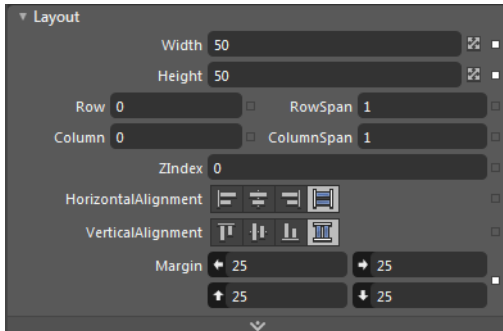 Layout
Width 50
Height 50
Row 0 RowSpan 1
Column 0 ColumnSpan 1
ZIndex 0
HorizontalAlignment
VerticalAlignment
Margin 25 25
25 25